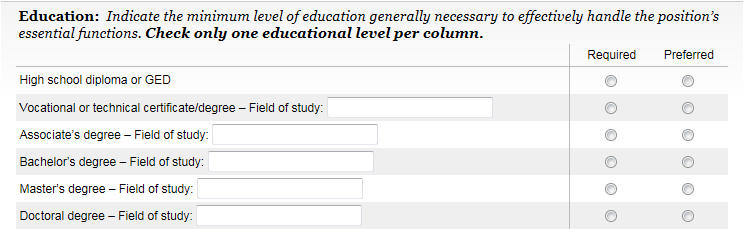 Education: Indicate the minimum level of education generally necessary to effectively handle the position's
essential functions. Check only one educational level per column.
Required Preferred
High school diploma or GED
Vocational or technical certificate/degree – Field of study:
Associate's degree – Field of study:
Bachelor's degree – Field of study:
Master's degree – Field of study:
Doctoral degree – Field of study: